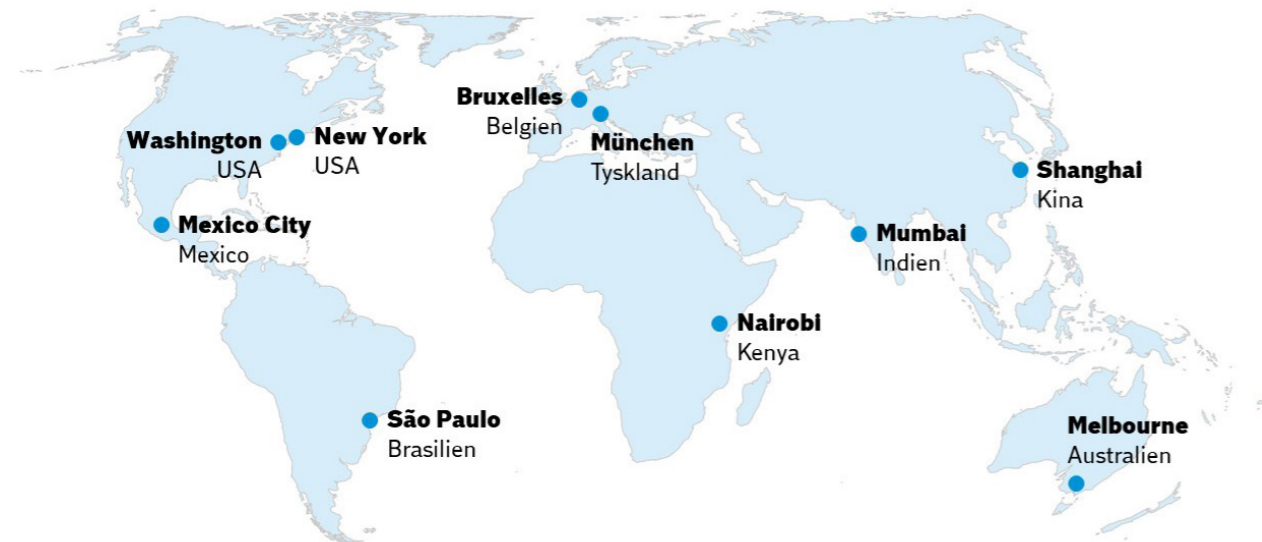 Bruxelles
Belgien
Washington
USA
New York
USA
München
Tyskland
Shanghai
Kina
Mexico City
Mexico
Mumbai
Indien
Nairobi
Kenya
São Paulo
Brasilien
Melbourne
Australien